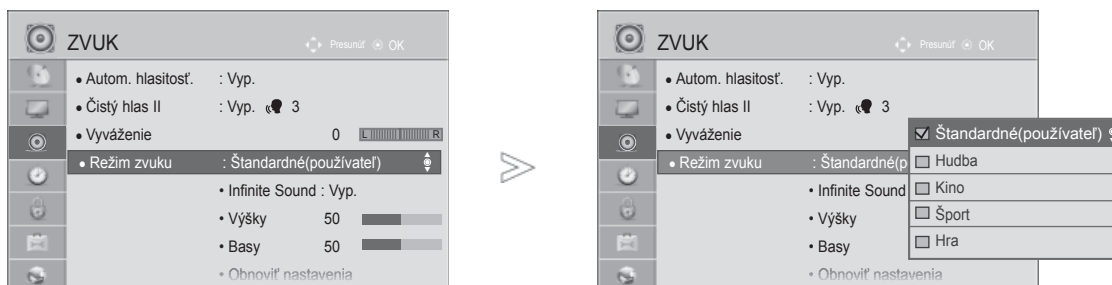 ZVUK
Presunúť OK
• Autom. hlasitosť. : Vyp.
• Čistý hlas II : Vyp. 3
• Vyváženie 0 L R
• Režim zvuku : Štandardné(používateľ)
• Infinite Sound : Vyp.
• Výšky 50
• Basy 50
• Obnoviť nastavenia
ZVUK
Presunúť OK
• Autom. hlasitosť. : Vyp.
• Čistý hlas II : Vyp. 3
• Vyváženie
• Režim zvuku : Štandardné(p
• Infinite Sound
• Výšky
• Basy
• Obnoviť nastavenia
Štandardné(používateľ)
Hudba
Kino
Šport
Hra